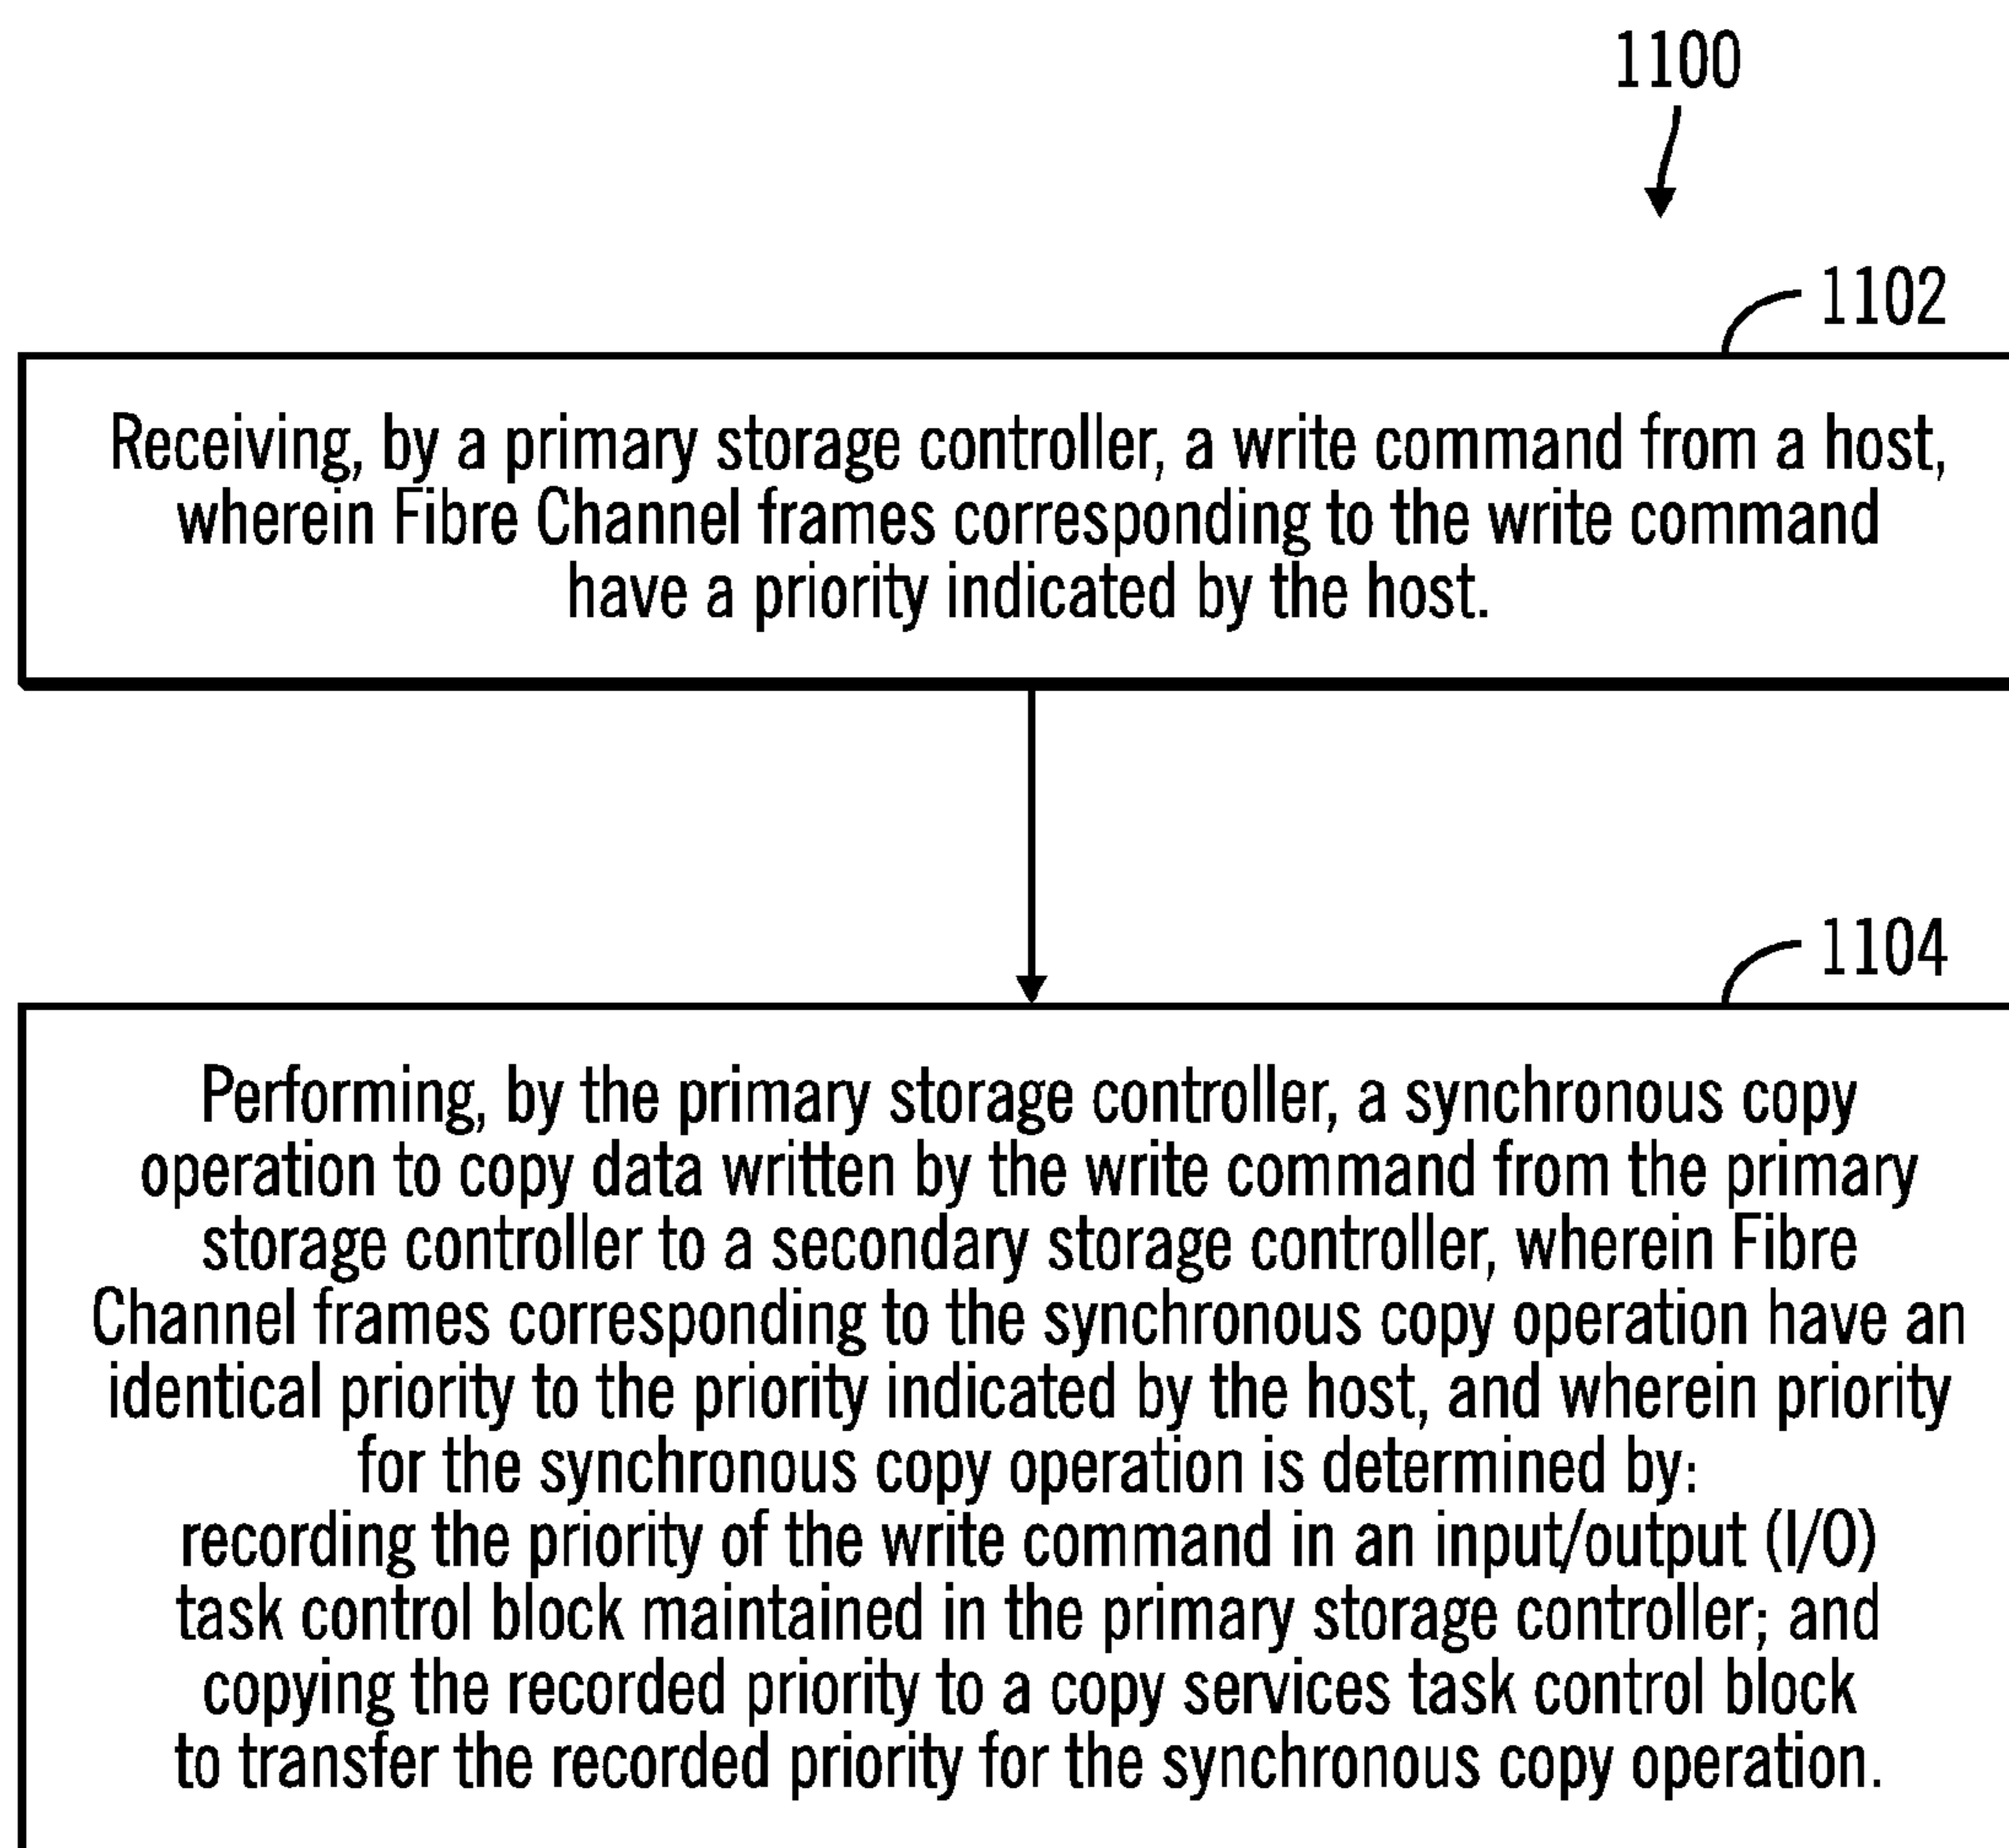 1100
1102
Receiving, by a primary storage controller, a write command from a host,
wherein Fibre Channel frames corresponding to the write command
have a priority indicated by the host.
1104
Performing, by the primary storage controller, a synchronous copy
operation to copy data written by the write command from the primary
storage controller to a secondary storage controller, wherein Fibre
Channel frames corresponding to the synchronous copy operation have an
identical priority to the priority indicated by the host, and wherein priority
for the synchronous copy operation is determined by:
recording the priority of the write command in an input/output (I/O)
task control block maintained in the primary storage controller; and
copying the recorded priority to a copy services task control block
to transfer the recorded priority for the synchronous copy operation.